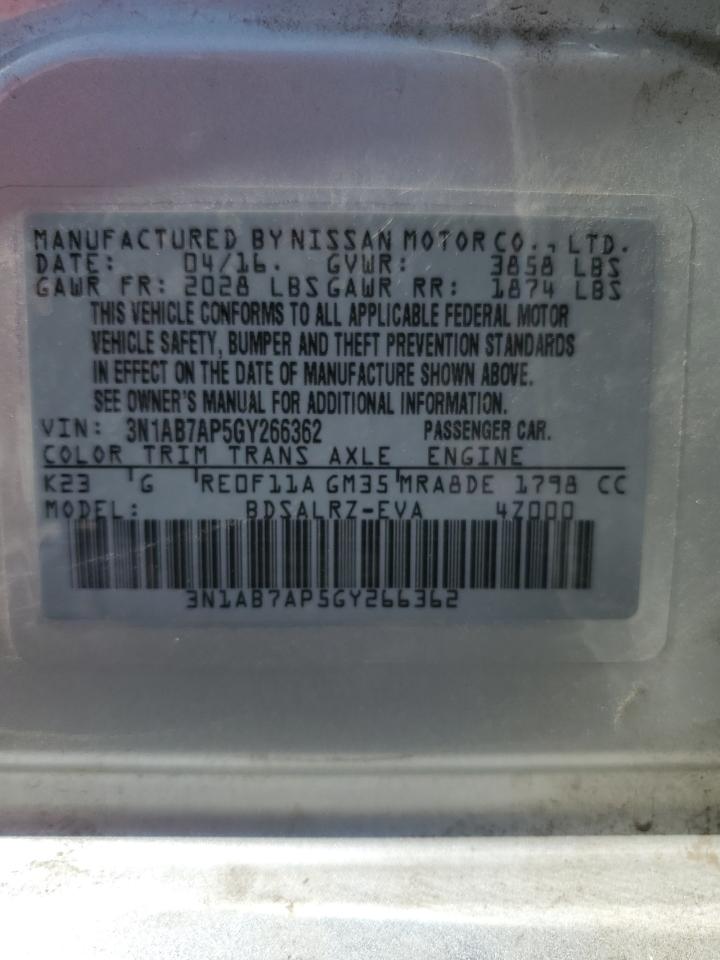 MANUFACTURED BY NISSAN MOTOR CO., LTD.
DATE: 04/16. GVWR: 3858 LBS
GAWR FR: 2028 LBS GAWR RR: 1874 LBS
THIS VEHICLE CONFORMS TO ALL APPLICABLE FEDERAL MOTOR
VEHICLE SAFETY, BUMPER AND THEFT PREVENTION STANDARDS
IN EFFECT ON THE DATE OF MANUFACTURE SHOWN ABOVE.
SEE OWNER'S MANUAL FOR ADDITIONAL INFORMATION.
VIN: 3N1AB7AP5GY266362 PASSENGER CAR.
COLOR TRIM TRANS AXLE ENGINE
K23 G RE0F11A GM35 MRA8DE 1798 CC
MODEL: BDSALRZ-EVA 4Z000
3N1AB7AP5GY266362